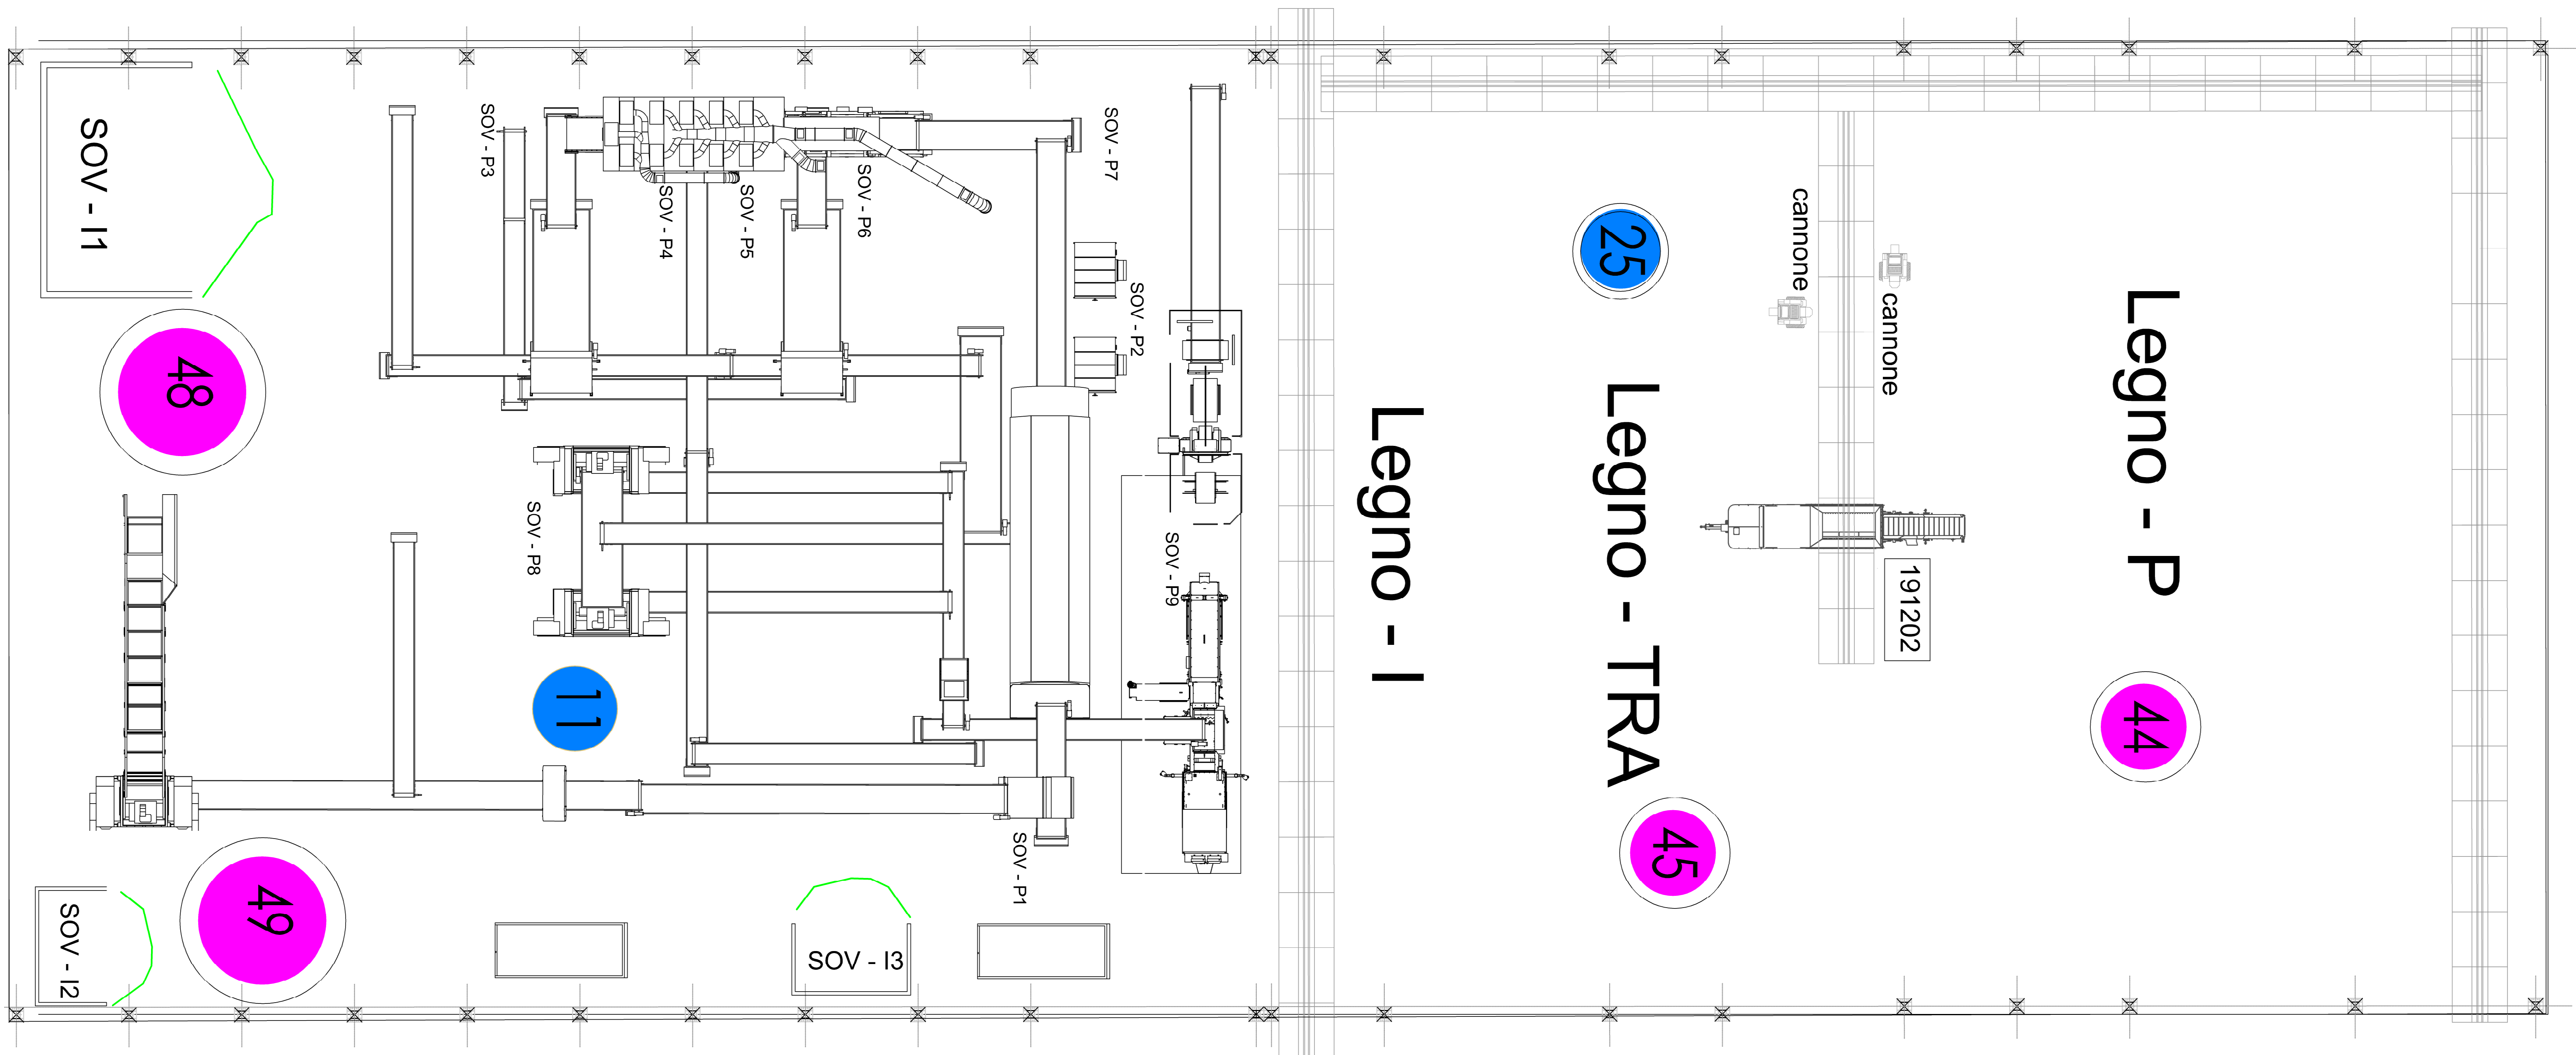 SOV - I1
SOV - P3
SOV - P4
SOV - P5
SOV - P6
SOV - P7
SOV - P2
48
SOV - P8
SOV - P9
11
SOV - P1
49
SOV - I2
SOV - I3
Legno - I
25
Legno - TRA
45
cannone
cannone
191202
Legno - P
44